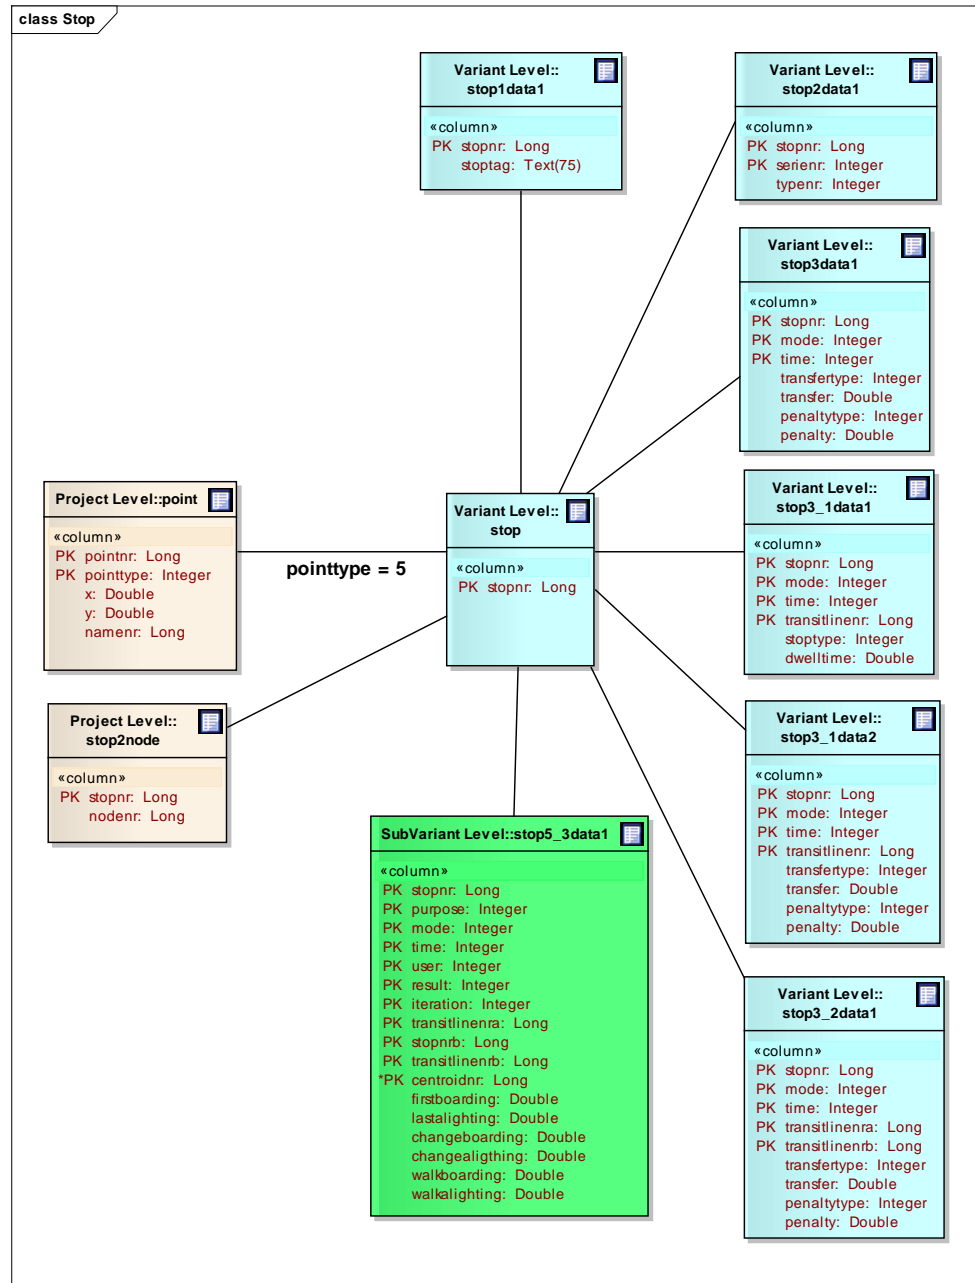 class Stop
Variant Level::
stop1data1
«column»
PK stopnr: Long
stoptag: Text(75)
Variant Level::
stop2data1
«column»
PK stopnr: Long
PK serienr: Integer
typenr: Integer
Variant Level::
stop3data1
«column»
PK stopnr: Long
PK mode: Integer
PK time: Integer
transfertype: Integer
transfer: Double
penaltytype: Integer
penalty: Double
Project Level::point
«column»
PK pointnr: Long
PK pointtype: Integer
x: Double
y: Double
namenr: Long
pointtype = 5
Variant Level::
stop
«column»
PK stopnr: Long
Variant Level::
stop3_1data1
«column»
PK stopnr: Long
PK mode: Integer
PK time: Integer
PK transitlinenr: Long
stoptype: Integer
dwelltime: Double
Project Level::
stop2node
«column»
PK stopnr: Long
nodenr: Long
Variant Level::
stop3_1data2
«column»
PK stopnr: Long
PK mode: Integer
PK time: Integer
PK transitlinenr: Long
transfertype: Integer
transfer: Double
penaltytype: Integer
penalty: Double
SubVariant Level::stop5_3data1
«column»
PK stopnr: Long
PK purpose: Integer
PK mode: Integer
PK time: Integer
PK user: Integer
PK result: Integer
PK iteration: Integer
PK transitlinenra: Long
PK stopnrb: Long
PK transitlinenrb: Long
*PK centroidnr: Long
firstboarding: Double
lastalighting: Double
changeboarding: Double
changealigthing: Double
walkboarding: Double
walkalighting: Double
Variant Level::
stop3_2data1
«column»
PK stopnr: Long
PK mode: Integer
PK time: Integer
PK transitlinenra: Long
PK transitlinenrb: Long
transfertype: Integer
transfer: Double
penaltytype: Integer
penalty: Double